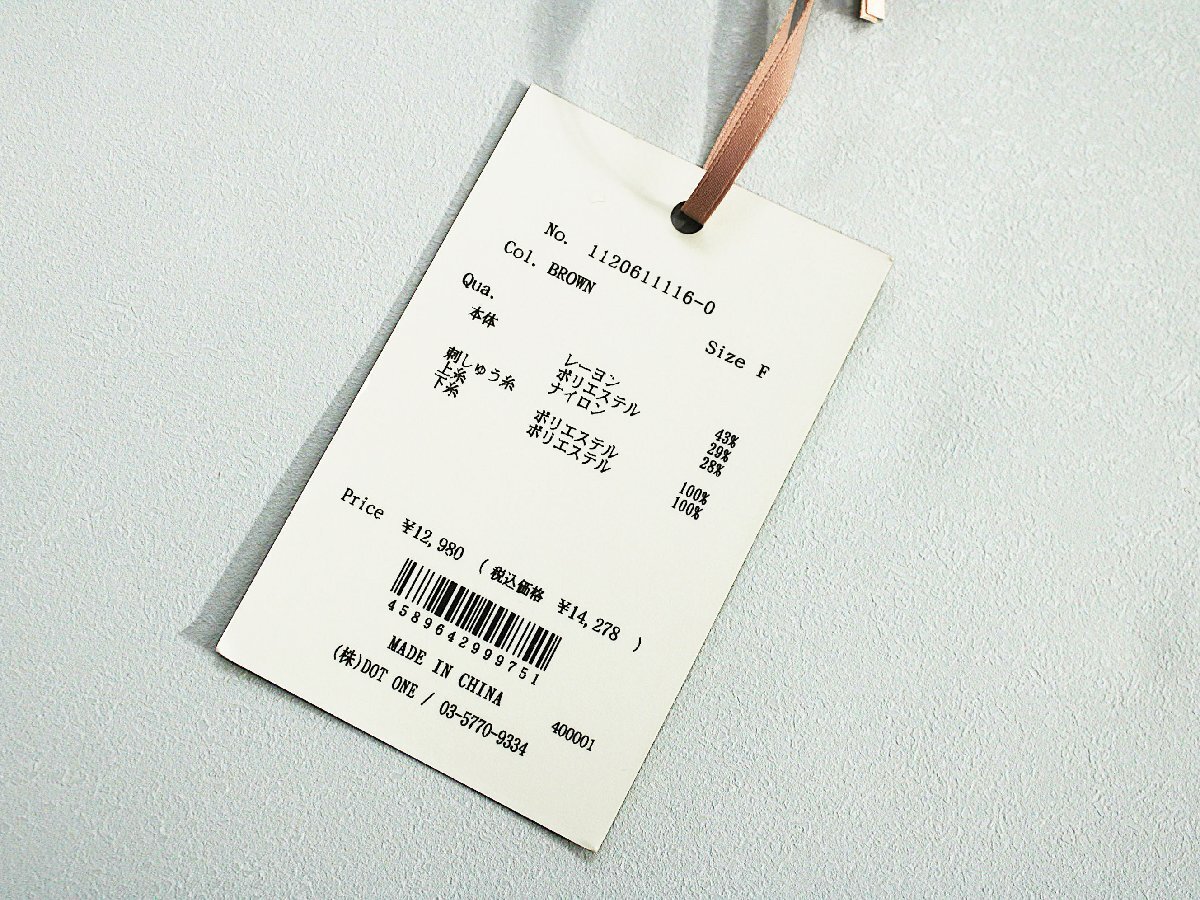 No. 1120611116-0
Col. BROWN Size F
Qua.
本体 レーヨン 43%
ポリエステル 29%
ナイロン 28%
刺しゅう糸
上糸 ポリエステル 100%
下糸 ポリエステル 100%
Price ¥12,980 (税込価格 ¥14,278 )
4589642999751
MADE IN CHINA
400001
(株)DOT ONE / 03-5770-9334